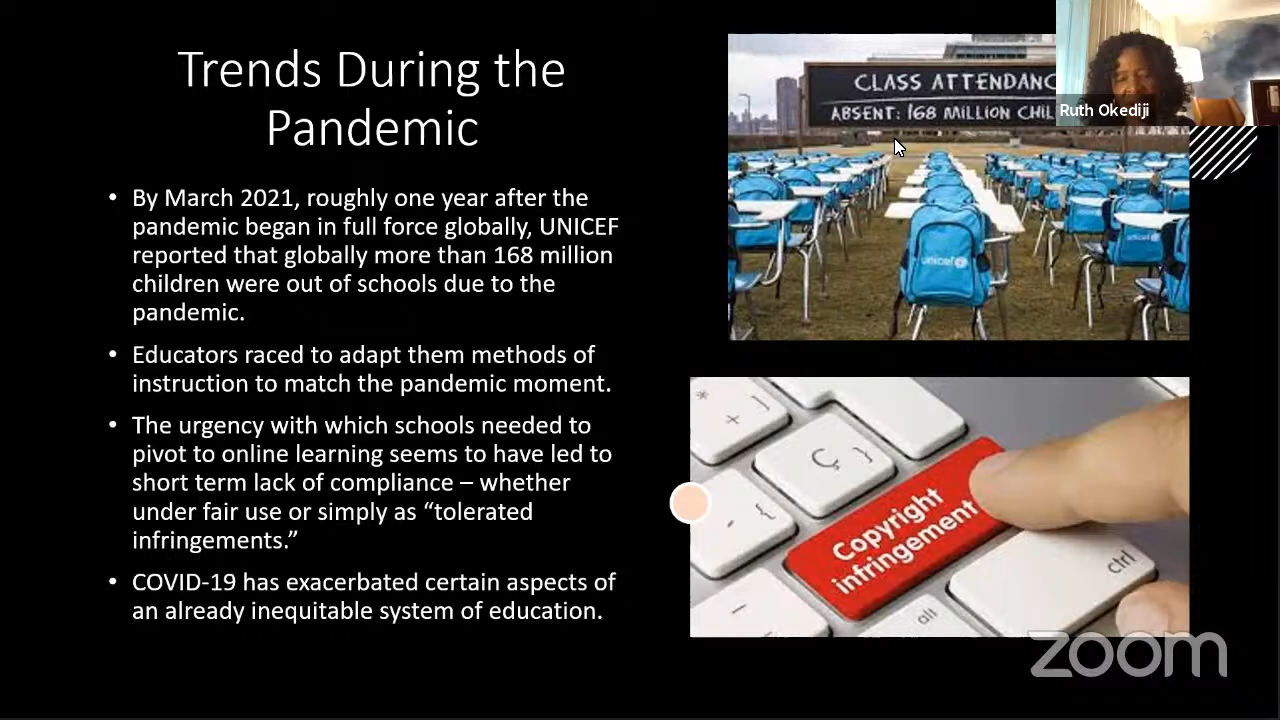 Trends During the
Pandemic
• By March 2021, roughly one year after the
pandemic began in full force globally, UNICEF
reported that globally more than 168 million
children were out of schools due to the
pandemic.
• Educators raced to adapt them methods of
instruction to match the pandemic moment.
• The urgency with which schools needed to
pivot to online learning seems to have led to
short term lack of compliance – whether
under fair use or simply as “tolerated
infringements.”
• COVID-19 has exacerbated certain aspects of
an already inequitable system of education.
CLASS ATTENDANC
ABSENT: 168 MILLION CHIL
Ruth Okediji
unicef
unicef
Copyright
infringement
Ç
ctrl
alt
zoom